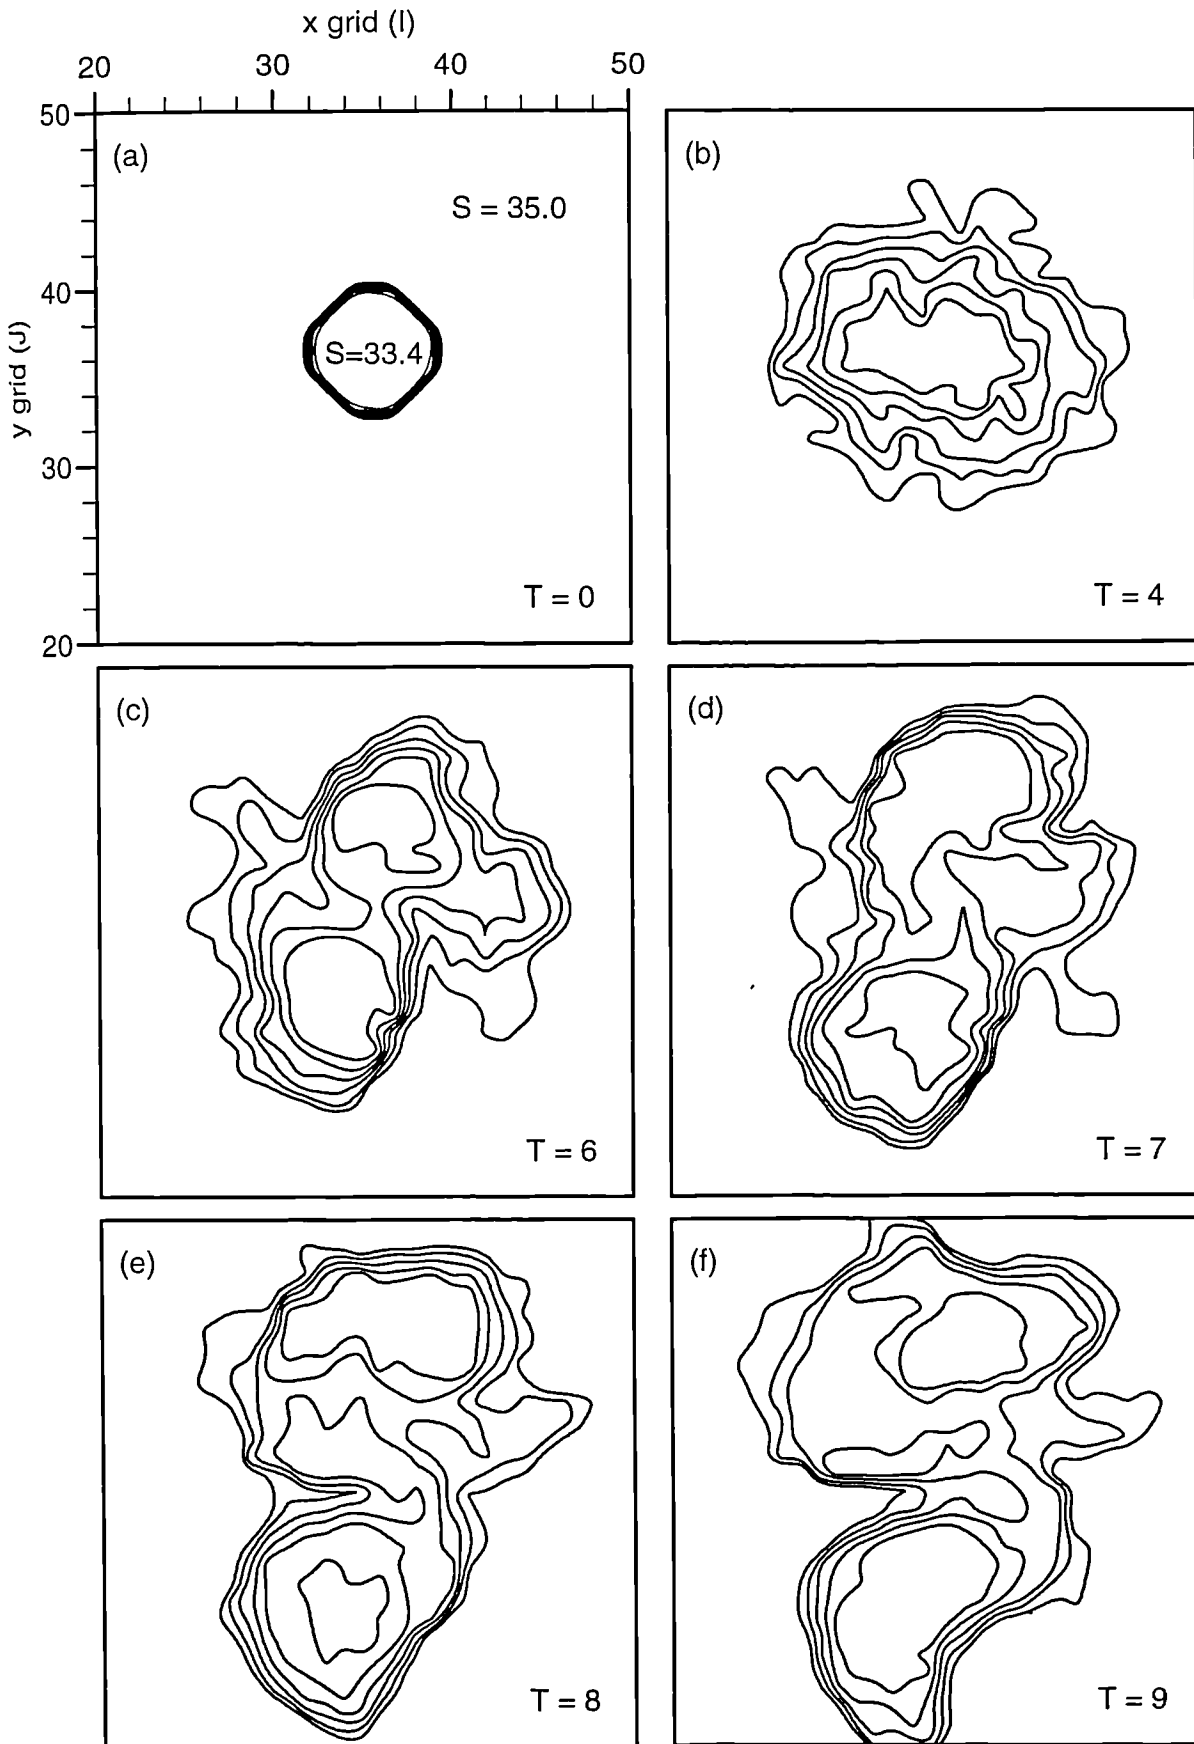 x grid (I)
20 30 40 50
50
40
30
20
y grid (J)
(a)
S = 35.0
S=33.4
T = 0
(b)
T = 4
(c)
T = 6
(d)
T = 7
(e)
T = 8
(f)
T = 9